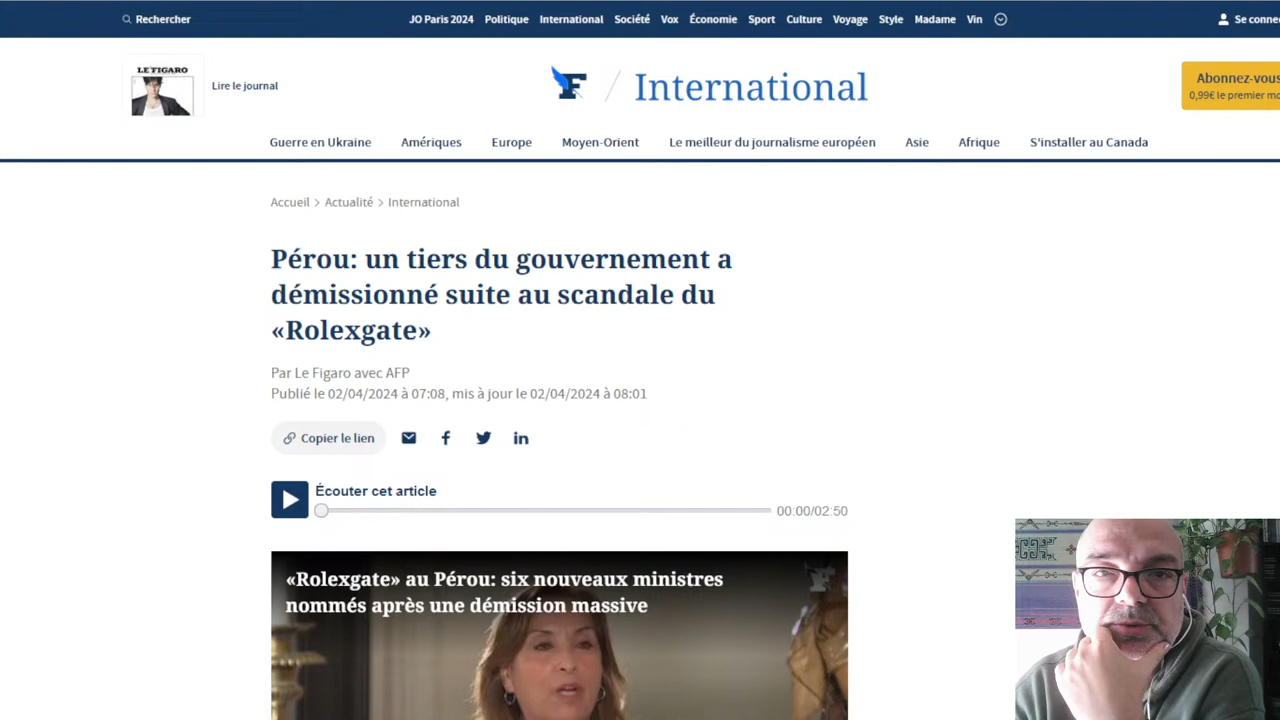 Rechercher
JO Paris 2024 Politique International Société Vox Économie Sport Culture Voyage Style Madame Vin
Se conne
LE FIGARO
Lire le journal
F / International
Abonnez-vous
0,99€ le premier mo
Guerre en Ukraine Amériques Europe Moyen-Orient Le meilleur du journalisme européen Asie Afrique S'installer au Canada
Accueil > Actualité > International
Pérou: un tiers du gouvernement a
démissionné suite au scandale du
«Rolexgate»
Par Le Figaro avec AFP
Publié le 02/04/2024 à 07:08, mis à jour le 02/04/2024 à 08:01
Copier le lien
Écouter cet article
00:00/02:50
«Rolexgate» au Pérou: six nouveaux ministres
nommés après une démission massive